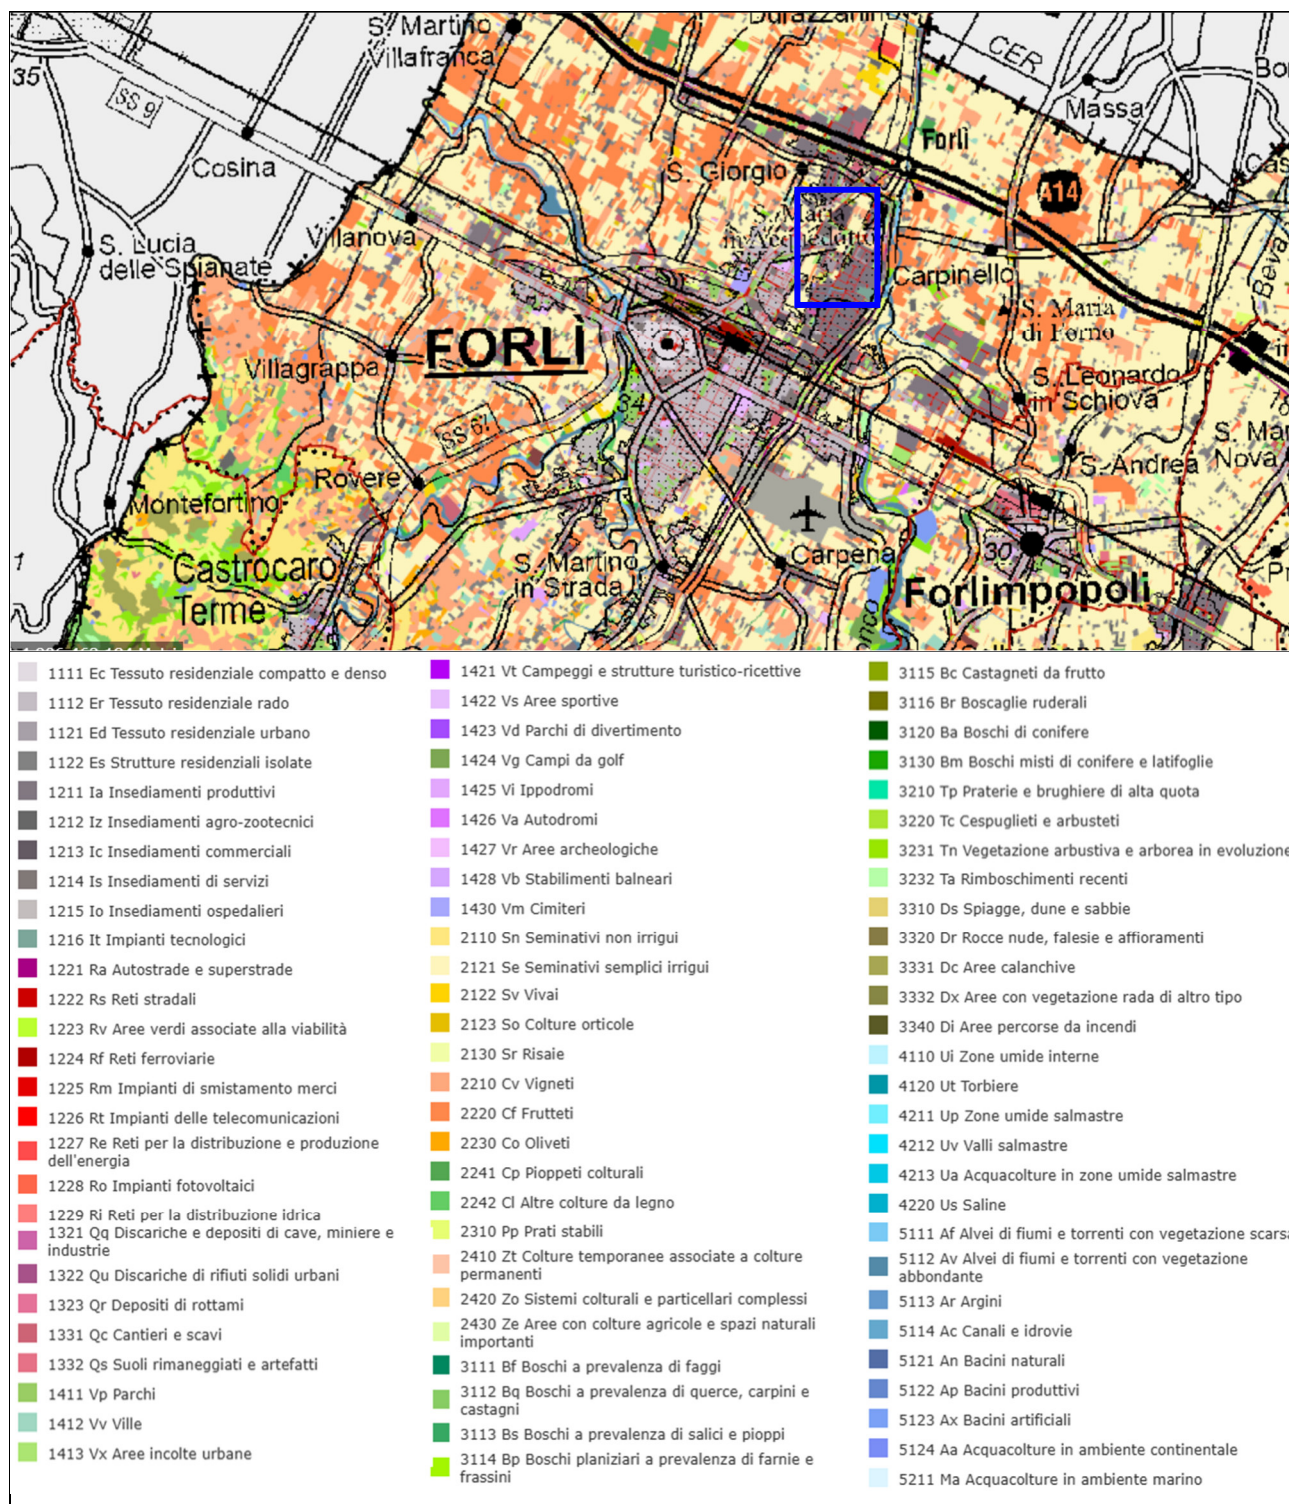 S. Martino
Villafranca
Durazzanino
CER
35
SS 9
Massa
Bo
Forlì
Cosina
S. Giorgio
Cas
A14
S. Maria
in Acquedotto
Villanova
S. Lucia
delle Spianate
Carpinello
Beva
S. Maria
di Forno
FORLÌ
Villagrappa
S. Leonardo
in Schiova
34
SS 67
S. Mar
Nova
S. Andrea
Rovere
Montefortino
1
Castrocaro
Terme
S. Martino
in Strada
Carpena
30
Forlimpopoli
1111 Ec Tessuto residenziale compatto e denso
1112 Er Tessuto residenziale rado
1121 Ed Tessuto residenziale urbano
1122 Es Strutture residenziali isolate
1211 Ia Insediamenti produttivi
1212 Iz Insediamenti agro-zootecnici
1213 Ic Insediamenti commerciali
1214 Is Insediamenti di servizi
1215 Io Insediamenti ospedalieri
1216 It Impianti tecnologici
1221 Ra Autostrade e superstrade
1222 Rs Reti stradali
1223 Rv Aree verdi associate alla viabilità
1224 Rf Reti ferroviarie
1225 Rm Impianti di smistamento merci
1226 Rt Impianti delle telecomunicazioni
1227 Re Reti per la distribuzione e produzione
dell'energia
1228 Ro Impianti fotovoltaici
1229 Ri Reti per la distribuzione idrica
1321 Qq Discariche e depositi di cave, miniere e
industrie
1322 Qu Discariche di rifiuti solidi urbani
1323 Qr Depositi di rottami
1331 Qc Cantieri e scavi
1332 Qs Suoli rimaneggiati e artefatti
1411 Vp Parchi
1412 Vv Ville
1413 Vx Aree incolte urbane
1421 Vt Campeggi e strutture turistico-ricettive
1422 Vs Aree sportive
1423 Vd Parchi di divertimento
1424 Vg Campi da golf
1425 Vi Ippodromi
1426 Va Autodromi
1427 Vr Aree archeologiche
1428 Vb Stabilimenti balneari
1430 Vm Cimiteri
2110 Sn Seminativi non irrigui
2121 Se Seminativi semplici irrigui
2122 Sv Vivai
2123 So Colture orticole
2130 Sr Risaie
2210 Cv Vigneti
2220 Cf Frutteti
2230 Co Oliveti
2241 Cp Pioppeti colturali
2242 Cl Altre colture da legno
2310 Pp Prati stabili
2410 Zt Colture temporanee associate a colture
permanenti
2420 Zo Sistemi colturali e particellari complessi
2430 Ze Aree con colture agricole e spazi naturali
importanti
3111 Bf Boschi a prevalenza di faggi
3112 Bq Boschi a prevalenza di querce, carpini e
castagni
3113 Bs Boschi a prevalenza di salici e pioppi
3114 Bp Boschi planiziari a prevalenza di farnie e
frassini
3115 Bc Castagneti da frutto
3116 Br Boscaglie ruderali
3120 Ba Boschi di conifere
3130 Bm Boschi misti di conifere e latifoglie
3210 Tp Praterie e brughiere di alta quota
3220 Tc Cespuglieti e arbusteti
3231 Tn Vegetazione arbustiva e arborea in evoluzione
3232 Ta Rimboschimenti recenti
3310 Ds Spiagge, dune e sabbie
3320 Dr Rocce nude, falesie e affioramenti
3331 Dc Aree calanchive
3332 Dx Aree con vegetazione rada di altro tipo
3340 Di Aree percorse da incendi
4110 Ui Zone umide interne
4120 Ut Torbiere
4211 Up Zone umide salmastre
4212 Uv Valli salmastre
4213 Ua Acquacolture in zone umide salmastre
4220 Us Saline
5111 Af Alvei di fiumi e torrenti con vegetazione scarsa
5112 Av Alvei di fiumi e torrenti con vegetazione
abbondante
5113 Ar Argini
5114 Ac Canali e idrovie
5121 An Bacini naturali
5122 Ap Bacini produttivi
5123 Ax Bacini artificiali
5124 Aa Acquacolture in ambiente continentale
5211 Ma Acquacolture in ambiente marino